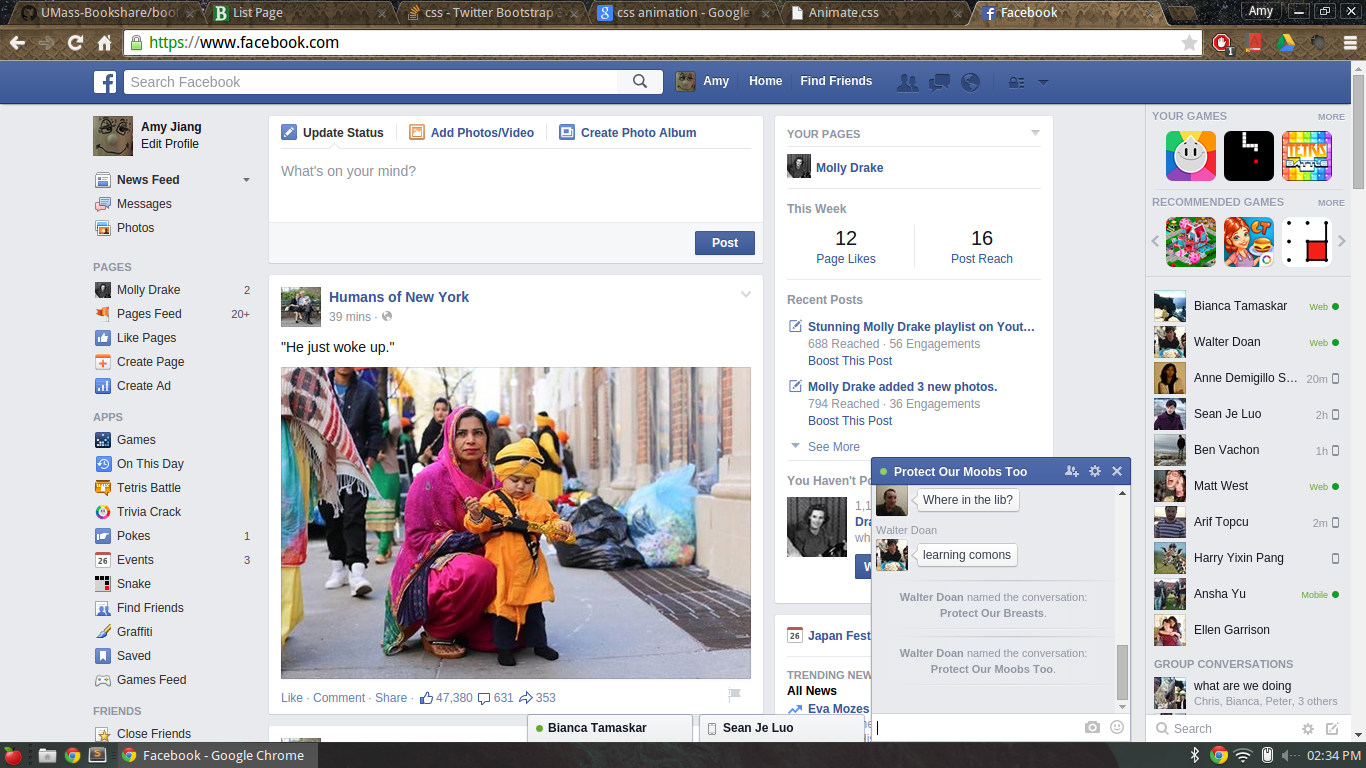 UMass-Bookshare/boo
List Page
css - Twitter Bootstrap
css animation - Google
Animate.css
Facebook
Amy
https://www.facebook.com
Search Facebook
Amy
Home
Find Friends
Amy Jiang
Edit Profile
News Feed
Messages
Photos
PAGES
Molly Drake 2
Pages Feed 20+
Like Pages
Create Page
Create Ad
APPS
Games
On This Day
Tetris Battle
Trivia Crack
Pokes 1
Events 3
Snake
Find Friends
Graffiti
Saved
Games Feed
FRIENDS
Close Friends
Update Status
Add Photos/Video
Create Photo Album
What's on your mind?
Post
Humans of New York
39 mins ·
"He just woke up."
Like · Comment · Share · 47,380 631 353
YOUR PAGES
Molly Drake
This Week
12 16
Page Likes Post Reach
Recent Posts
Stunning Molly Drake playlist on Yout...
688 Reached · 56 Engagements
Boost This Post
Molly Drake added 3 new photos.
794 Reached · 36 Engagements
Boost This Post
See More
You Haven't Po
1,1
Dra
wh
W
26 Japan Fest
TRENDING NEW
All News
Eva Mozes
Protect Our Moobs Too
Where in the lib?
Walter Doan
learning comons
Walter Doan named the conversation:
Protect Our Breasts.
Walter Doan named the conversation:
Protect Our Moobs Too.
Bianca Tamaskar
Sean Je Luo
YOUR GAMES MORE
TETRIS
BATTLE
RECOMMENDED GAMES MORE
CT
Bianca Tamaskar Web
Walter Doan Web
Anne Demigillo S... 20m
Sean Je Luo 2h
Ben Vachon 1h
Matt West Web
Arif Topcu 2m
Harry Yixin Pang
Ansha Yu Mobile
Ellen Garrison
GROUP CONVERSATIONS
what are we doing
Chris, Bianca, Peter, 3 others
Search
Facebook - Google Chrome
02:34 PM